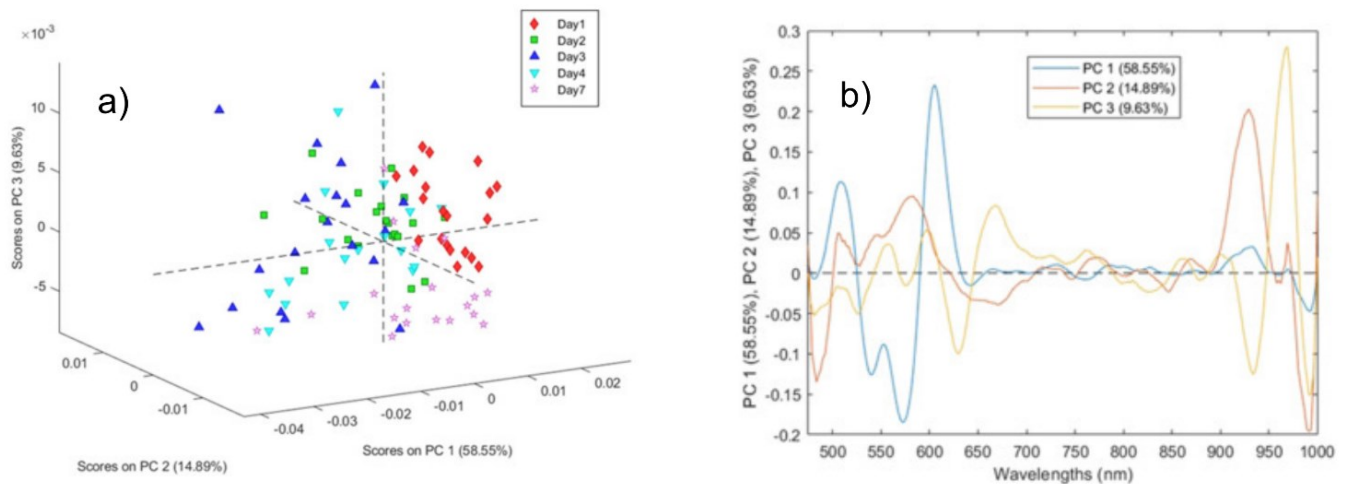 ×10⁻³
a)
Day1
Day2
Day3
Day4
Day7
10
5
0
-5
Scores on PC 3 (9.63%)
0.01
0
-0.01
Scores on PC 2 (14.89%)
-0.04
-0.03
-0.02
-0.01
0
0.01
0.02
Scores on PC 1 (58.55%)
b)
PC 1 (58.55%)
PC 2 (14.89%)
PC 3 (9.63%)
0.3
0.25
0.2
0.15
0.1
0.05
0
-0.05
-0.1
-0.15
-0.2
PC 1 (58.55%), PC 2 (14.89%), PC 3 (9.63%)
500 550 600 650 700 750 800 850 900 950 1000
Wavelengths (nm)